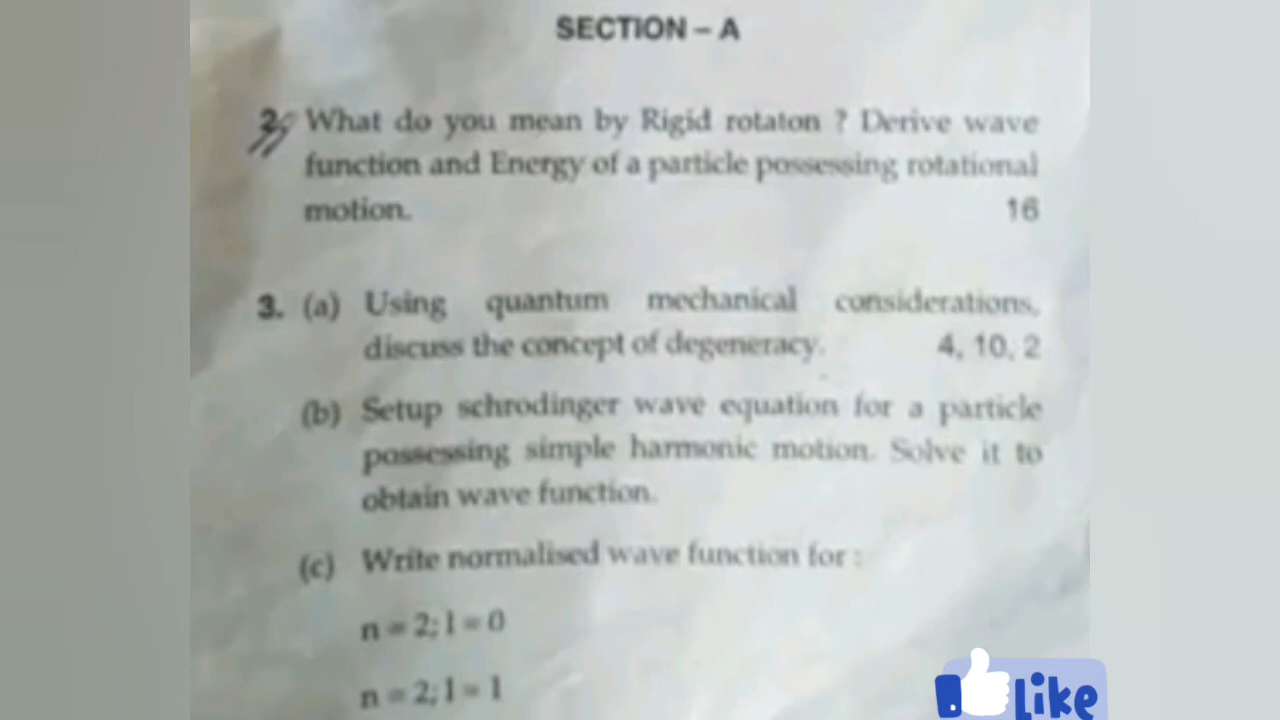 SECTION – A
2. What do you mean by Rigid rotaton ? Derive wave
function and Energy of a particle possessing rotational
motion. 16
3. (a) Using quantum mechanical considerations,
discuss the concept of degeneracy. 4, 10, 2
(b) Setup schrodinger wave equation for a particle
possessing simple harmonic motion. Solve it to
obtain wave function.
(c) Write normalised wave function for :
n = 2; l = 0
n = 2; l = 1
Like